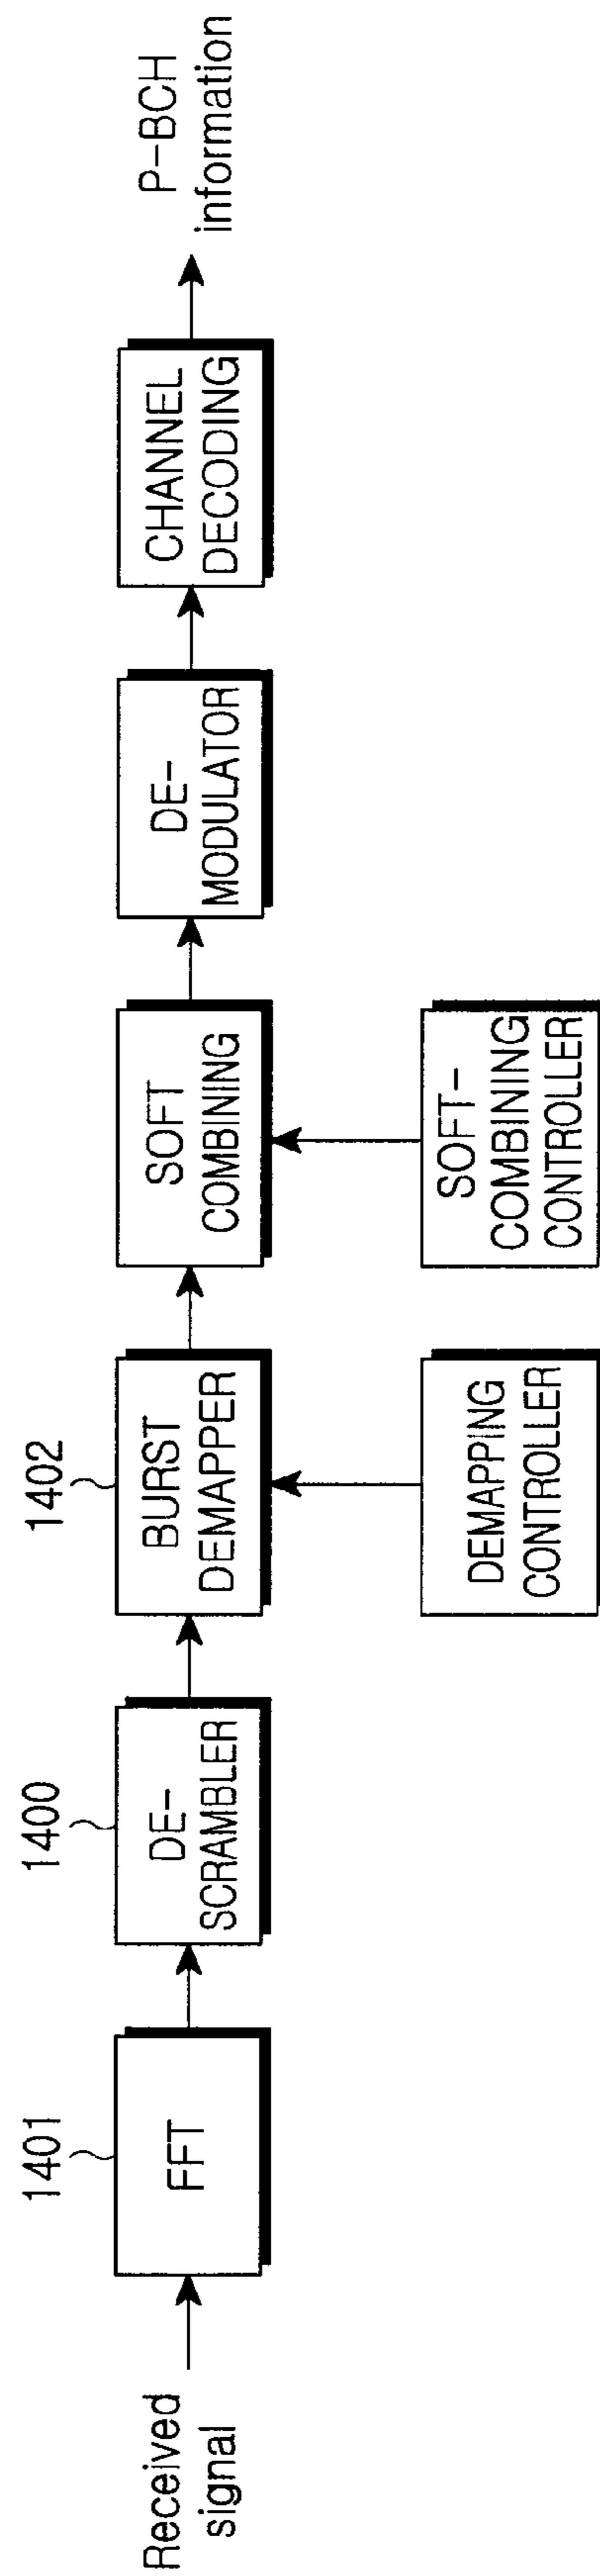 Received
signal
1401
FFT
1400
DE-
SCRAMBLER
1402
BURST
DEMAPPER
SOFT
COMBINING
DE-
MODULATOR
CHANNEL
DECODING
P-BCH
information
DEMAPPING
CONTROLLER
SOFT-
COMBINING
CONTROLLER